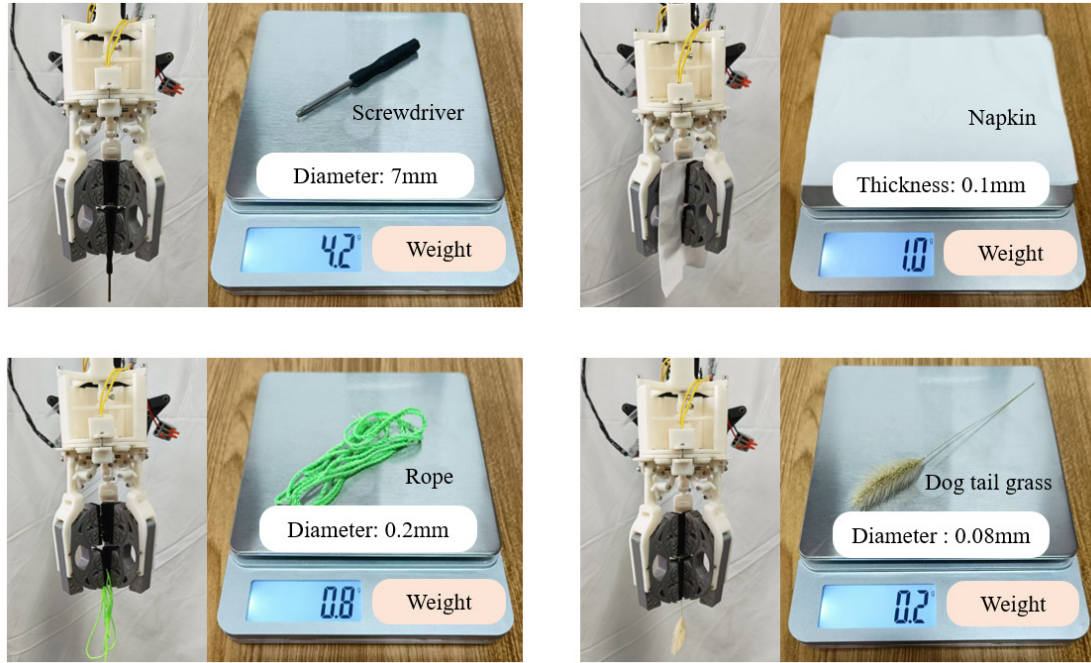 Screwdriver
Diameter: 7mm
4.2 g
Weight
Napkin
Thickness: 0.1mm
1.0 g
Weight
Rope
Diameter: 0.2mm
0.8 g
Weight
Dog tail grass
Diameter : 0.08mm
0.2 g
Weight